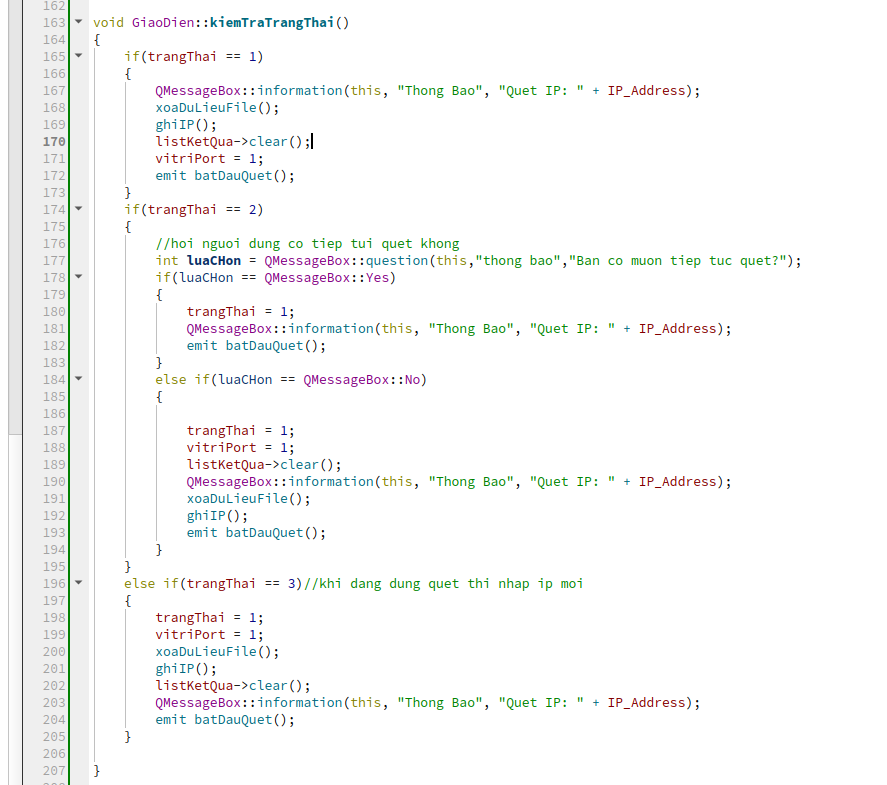 162
163 void GiaoDien::kiemTraTrangThai()
164 {
165 if(trangThai == 1)
166 {
167 QMessageBox::information(this, "Thong Bao", "Quet IP: " + IP_Address);
168 xoaDuLieuFile();
169 ghiIP();
170 listKetQua->clear();
171 vitriPort = 1;
172 emit batDauQuet();
173 }
174 if(trangThai == 2)
175 {
176 //hoi nguoi dung co tiep tui quet khong
177 int luaCHon = QMessageBox::question(this,"thong bao","Ban co muon tiep tuc quet?");
178 if(luaCHon == QMessageBox::Yes)
179 {
180 trangThai = 1;
181 QMessageBox::information(this, "Thong Bao", "Quet IP: " + IP_Address);
182 emit batDauQuet();
183 }
184 else if(luaCHon == QMessageBox::No)
185 {
186
187 trangThai = 1;
188 vitriPort = 1;
189 listKetQua->clear();
190 QMessageBox::information(this, "Thong Bao", "Quet IP: " + IP_Address);
191 xoaDuLieuFile();
192 ghiIP();
193 emit batDauQuet();
194 }
195 }
196 else if(trangThai == 3)//khi dang dung quet thi nhap ip moi
197 {
198 trangThai = 1;
199 vitriPort = 1;
200 xoaDuLieuFile();
201 ghiIP();
202 listKetQua->clear();
203 QMessageBox::information(this, "Thong Bao", "Quet IP: " + IP_Address);
204 emit batDauQuet();
205 }
206
207 }